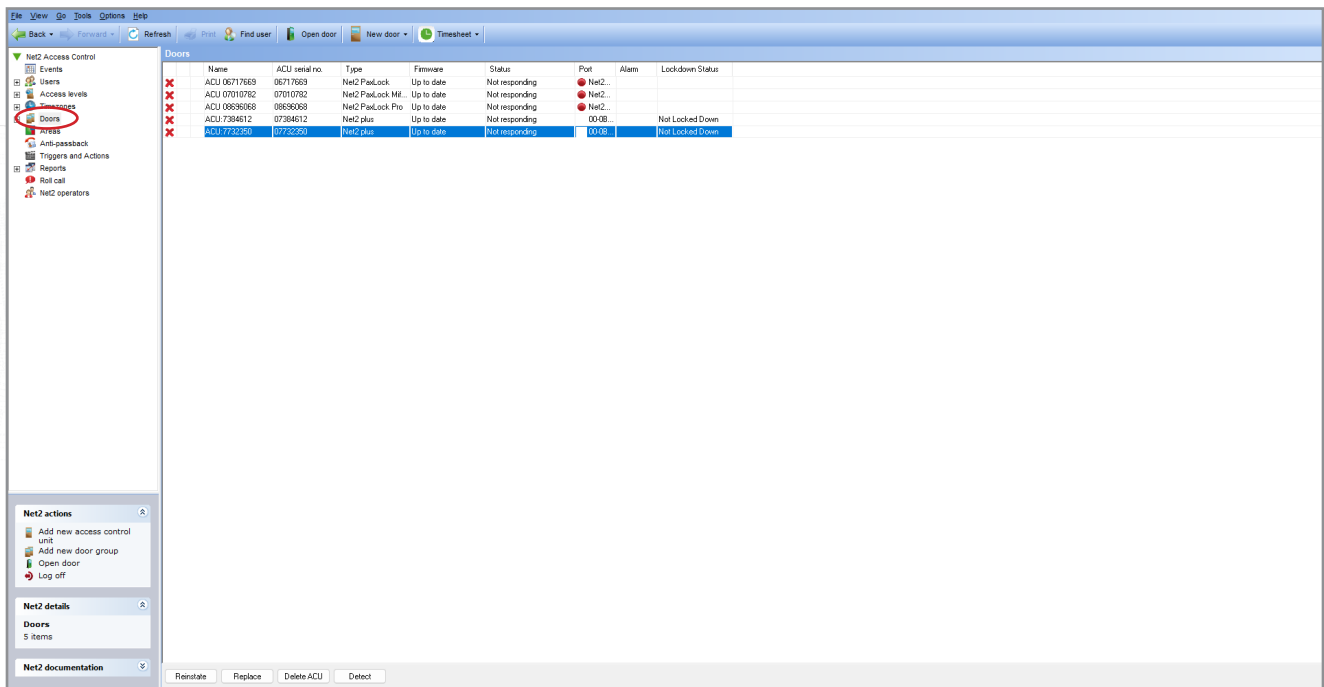 File View Go Tools Options Help
Back Forward Refresh Print Find user Open door New door Timesheet
Net2 Access Control
Events
Users
Access levels
Timezones
Doors
Areas
Anti-passback
Triggers and Actions
Reports
Roll call
Net2 operators
Doors
Name ACU serial no. Type Firmware Status Port Alarm Lockdown Status
ACU 06717669 06717669 Net2 PaxLock Up to date Not responding Net2...
ACU 07010782 07010782 Net2 PaxLock Mif... Up to date Not responding Net2...
ACU 08696068 08696068 Net2 PaxLock Pro Up to date Not responding Net2...
ACU:7384612 07384612 Net2 plus Up to date Not responding 00-0B... Not Locked Down
ACU:7732350 07732350 Net2 plus Up to date Not responding 00-0B... Not Locked Down
Net2 actions
Add new access control
unit
Add new door group
Open door
Log off
Net2 details
Doors
5 items
Net2 documentation
Reinstate Replace Delete ACU Detect